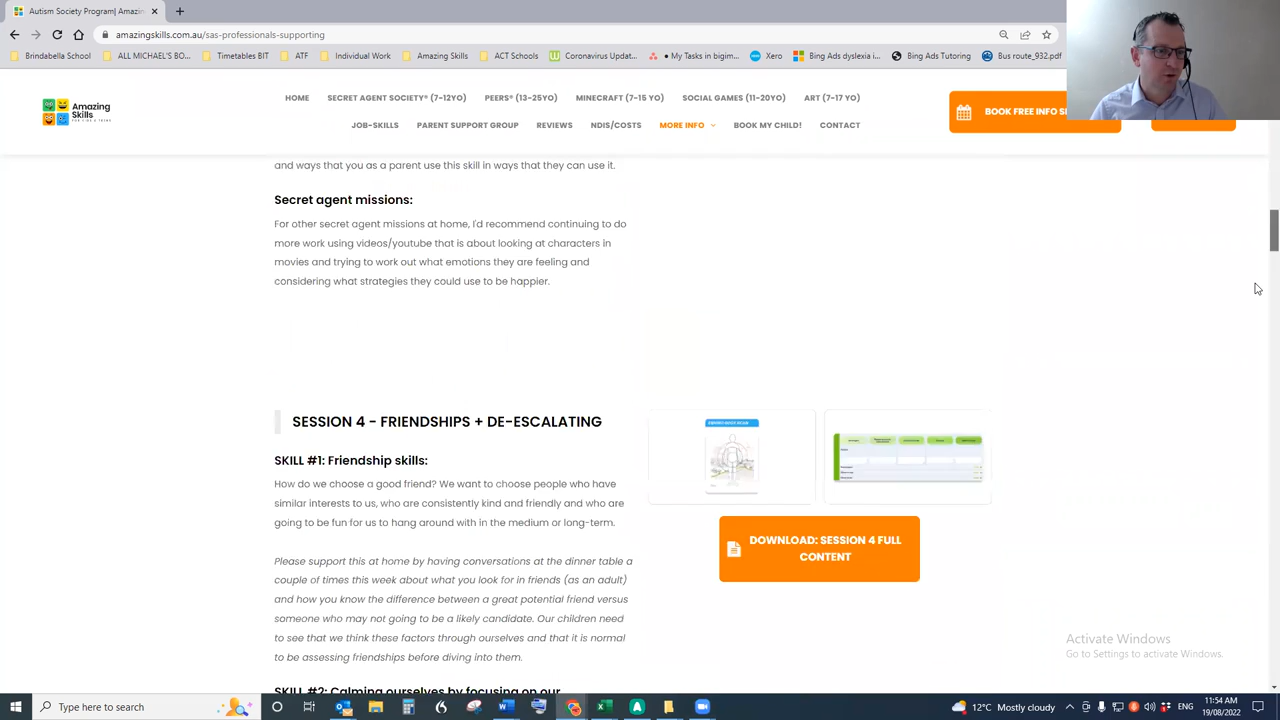 Autism Society Program| Amazin
amazingskills.com.au/sas-professionals-supporting
Brindabella School
ALL MICHAEL'S BO...
Timetables BIT
ATF
Individual Work
Amazing Skills
ACT Schools
Coronavirus Updat...
• My Tasks in bigim...
Xero
Bing Ads dyslexia i...
Bing Ads Tutoring
Bus route_932.pdf
Amazing
Skills
HOME
SECRET AGENT SOCIETY® (7-12YO)
PEERS® (13-25YO)
MINECRAFT (7-15 YO)
SOCIAL GAMES (11-20YO)
ART (7-17 YO)
JOB-SKILLS
PARENT SUPPORT GROUP
REVIEWS
NDIS/COSTS
MORE INFO
BOOK MY CHILD!
CONTACT
BOOK FREE INFO S
and ways that you as a parent use this skill in ways that they can use it.
Secret agent missions:
For other secret agent missions at home, I'd recommend continuing to do
more work using videos/youtube that is about looking at characters in
movies and trying to work out what emotions they are feeling and
considering what strategies they could use to be happier.
SESSION 4 - FRIENDSHIPS + DE-ESCALATING
SKILL #1: Friendship skills:
How do we choose a good friend? We want to choose people who have
similar interests to us, who are consistently kind and friendly and who are
going to be fun for us to hang around with in the medium or long-term.
Please support this at home by having conversations at the dinner table a
couple of times this week about what you look for in friends (as an adult)
and how you know the difference between a great potential friend versus
someone who may not going to be a likely candidate. Our children need
to see that we think these factors through ourselves and that it is normal
to be assessing friendships before diving into them.
SKILL #2: Calming ourselves by focusing on our
DOWNLOAD: SESSION 4 FULL
CONTENT
Activate Windows
Go to Settings to activate Windows.
Type here to search
12°C Mostly cloudy
11:54 AM
19/08/2022